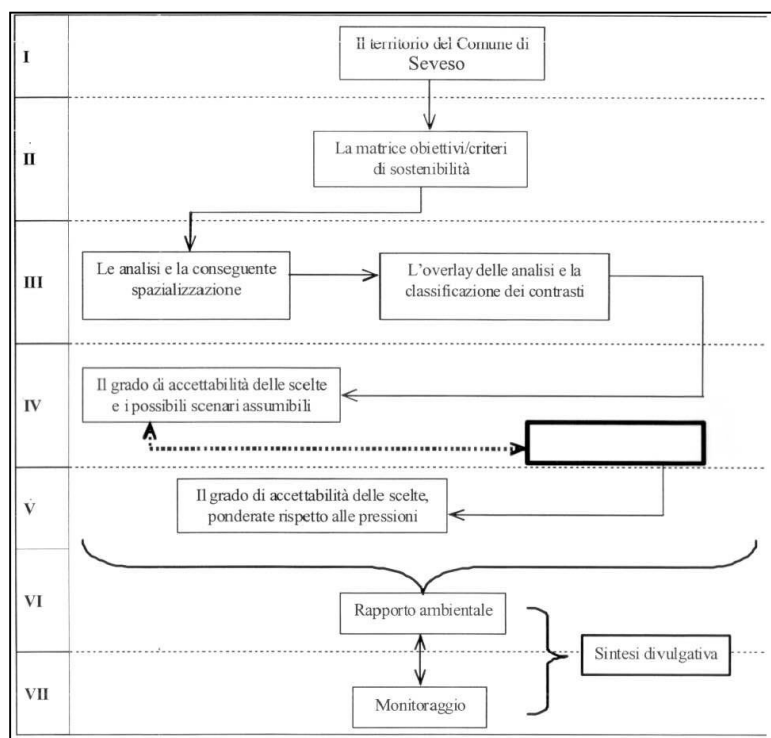 I
Il territorio del Comune di
Seveso
II
La matrice obiettivi/criteri
di sostenibilità
III
Le analisi e la conseguente
spazializzazione
L'overlay delle analisi e la
classificazione dei contrasti
IV
Il grado di accettabilità delle scelte
e i possibili scenari assumibili
V
Il grado di accettabilità delle scelte,
ponderate rispetto alle pressioni
VI
Rapporto ambientale
Sintesi divulgativa
VII
Monitoraggio